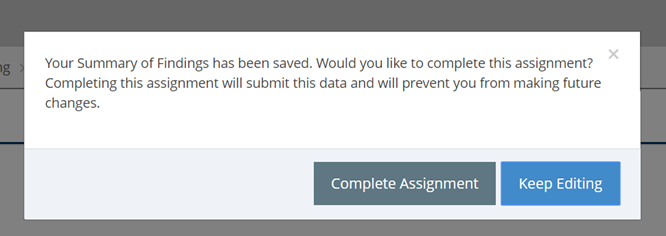 ng
×
Your Summary of Findings has been saved. Would you like to complete this assignment?
Completing this assignment will submit this data and will prevent you from making future
changes.
Complete Assignment
Keep Editing